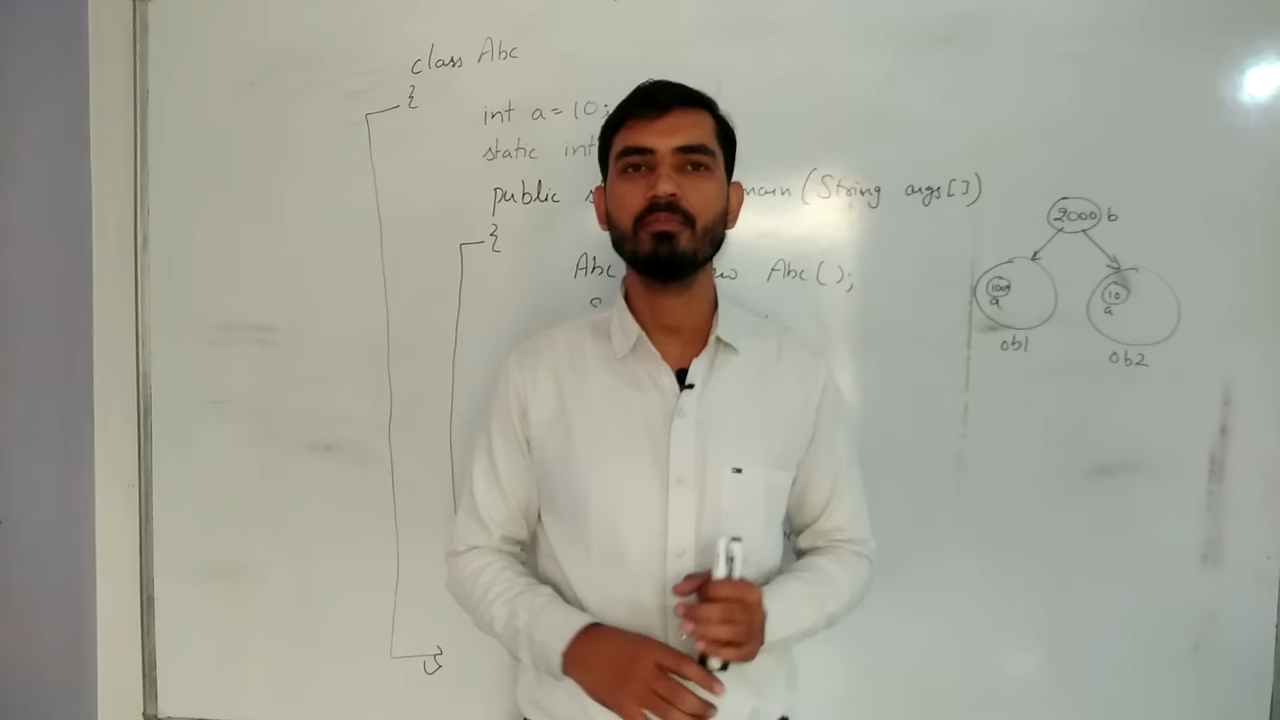 class Abc
{
int a = 10;
static int
public main (String args[])
{
Abc Abc();
2000 b
10
a a
ob1 ob2